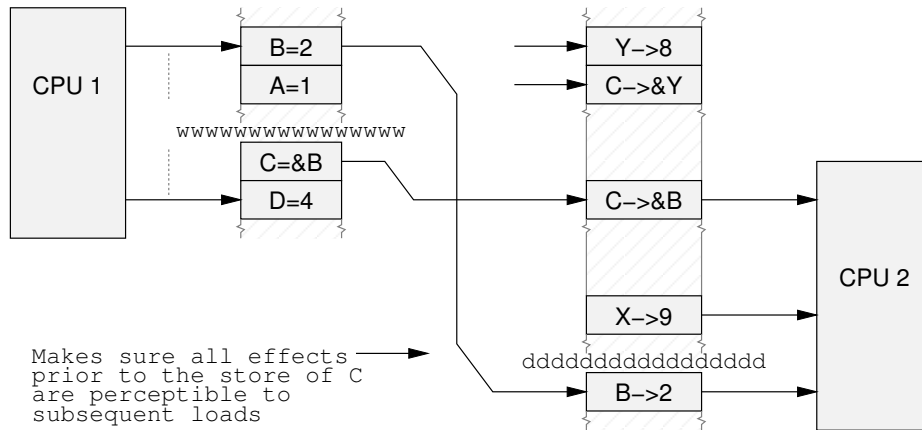 B=2
Y->8
CPU 1
A=1
C->&Y
wwwwwwwwwwwwwwww
C=&B
D=4
C->&B
CPU 2
X->9
Makes sure all effects
prior to the store of C
are perceptible to
subsequent loads
ddddddddddddddddd
B->2